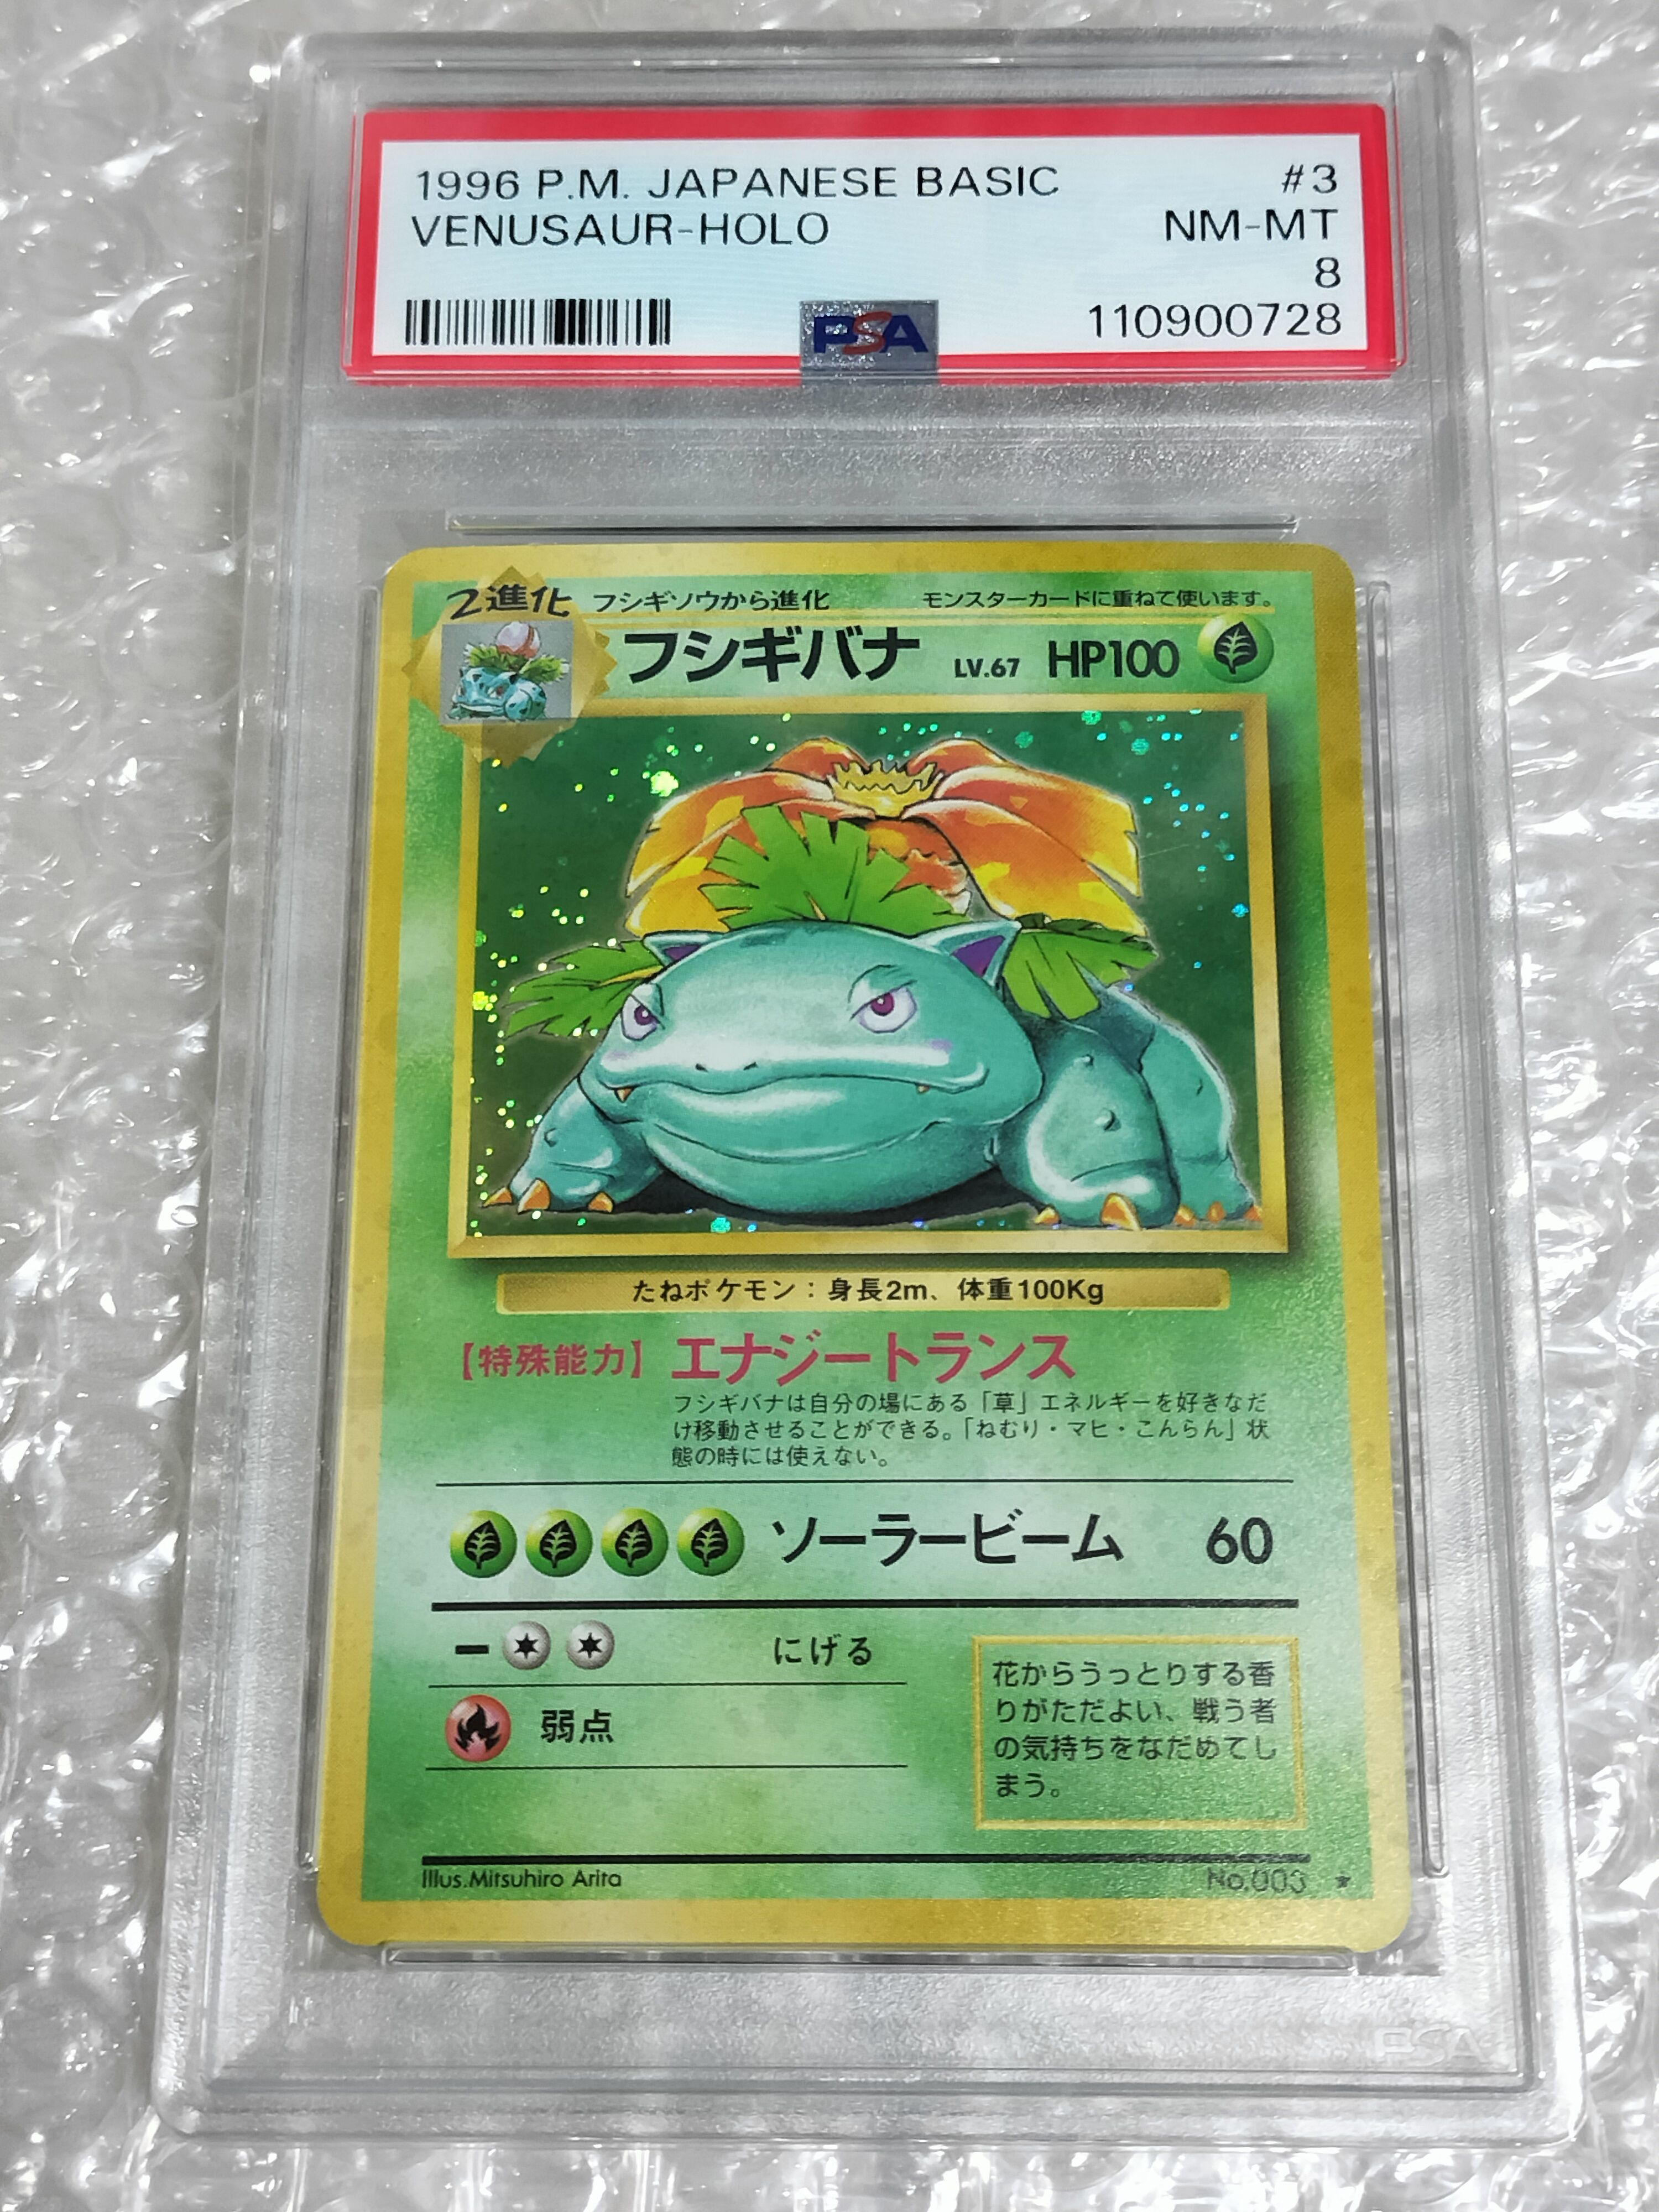 1996 P.M. JAPANESE BASIC #3
VENUSAUR-HOLO NM-MT
8
PSA 110900728
2進化 フシギソウから進化 モンスターカードに重ねて使います。
フシギバナ LV.67 HP100
たねポケモン：身長2m、体重100Kg
【特殊能力】エナジートランス
フシギバナは自分の場にある「草」エネルギーを好きなだ
け移動させることができる。「ねむり・マヒ・こんらん」状
態の時には使えない。
ソーラービーム 60
ー にげる
弱点
花からうっとりする香
りがただよい、戦う者
の気持ちをなだめてし
まう。
Illus.Mitsuhiro Arita No.003 ★
PSA